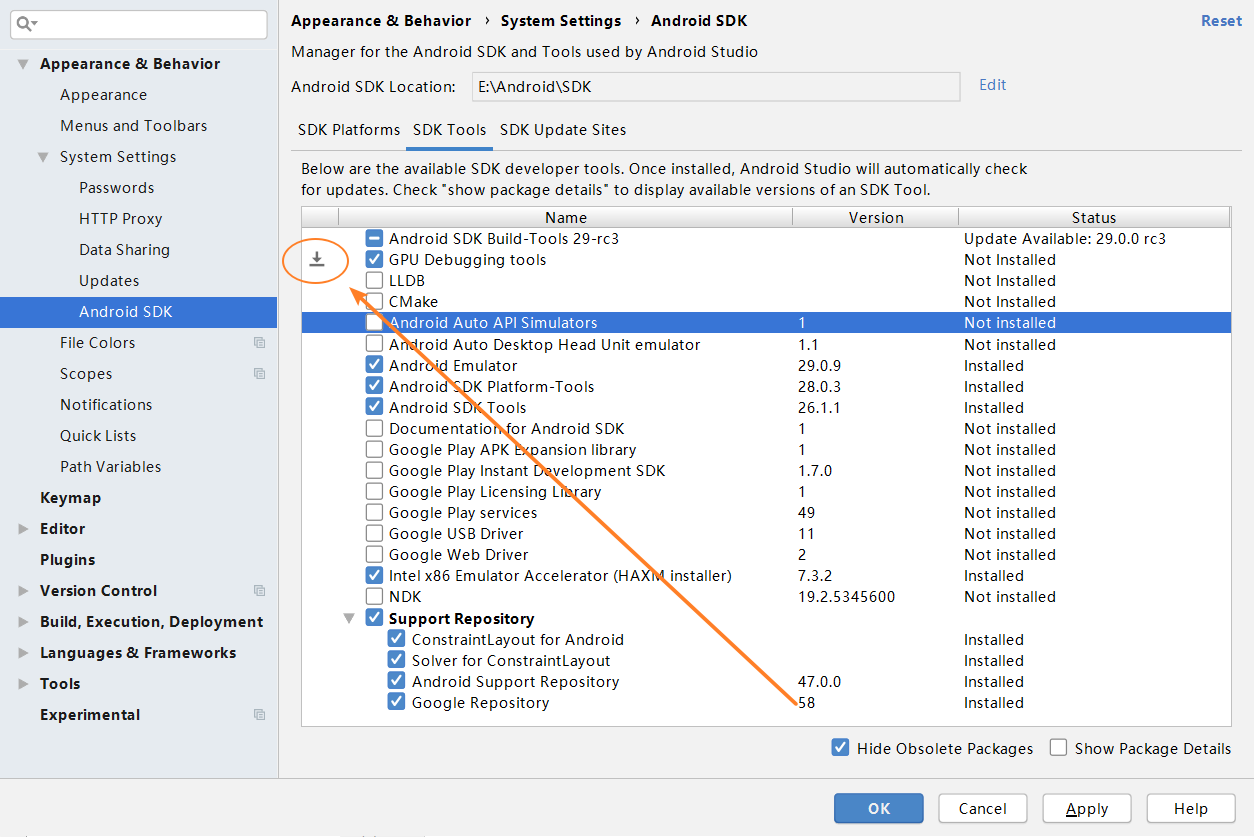 Appearance & Behavior
Appearance
Menus and Toolbars
System Settings
Passwords
HTTP Proxy
Data Sharing
Updates
Android SDK
File Colors
Scopes
Notifications
Quick Lists
Path Variables
Keymap
Editor
Plugins
Version Control
Build, Execution, Deployment
Languages & Frameworks
Tools
Experimental
Appearance & Behavior › System Settings › Android SDK Reset
Manager for the Android SDK and Tools used by Android Studio
Android SDK Location: E:\Android\SDK Edit
SDK Platforms SDK Tools SDK Update Sites
Below are the available SDK developer tools. Once installed, Android Studio will automatically check
for updates. Check "show package details" to display available versions of an SDK Tool.
Name Version Status
Android SDK Build-Tools 29-rc3 Update Available: 29.0.0 rc3
GPU Debugging tools Not Installed
LLDB Not Installed
CMake Not Installed
Android Auto API Simulators 1 Not installed
Android Auto Desktop Head Unit emulator 1.1 Not installed
Android Emulator 29.0.9 Installed
Android SDK Platform-Tools 28.0.3 Installed
Android SDK Tools 26.1.1 Installed
Documentation for Android SDK 1 Not installed
Google Play APK Expansion library 1 Not installed
Google Play Instant Development SDK 1.7.0 Not installed
Google Play Licensing Library 1 Not installed
Google Play services 49 Not installed
Google USB Driver 11 Not installed
Google Web Driver 2 Not installed
Intel x86 Emulator Accelerator (HAXM installer) 7.3.2 Installed
NDK 19.2.5345600 Not installed
Support Repository
ConstraintLayout for Android Installed
Solver for ConstraintLayout Installed
Android Support Repository 47.0.0 Installed
Google Repository 58 Installed
Hide Obsolete Packages Show Package Details
OK Cancel Apply Help